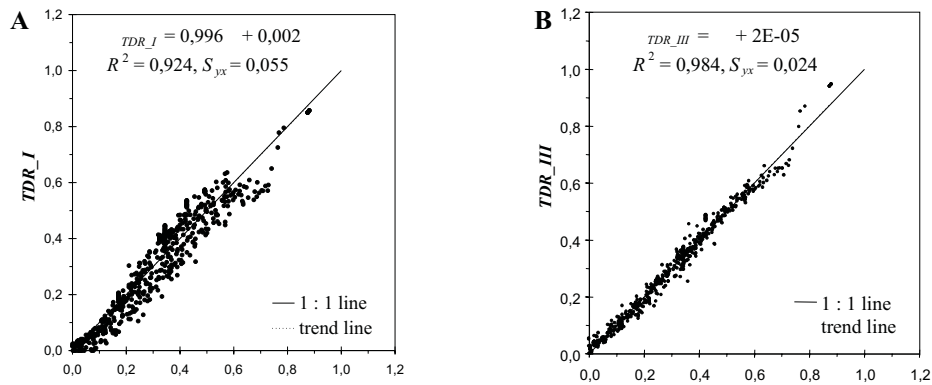 A
TDR_I = 0,996 + 0,002
R² = 0,924, Syx = 0,055
1,2
1,0
0,8
0,6
0,4
0,2
0,0
TDR_I
1 : 1 line
trend line
0,0 0,2 0,4 0,6 0,8 1,0 1,2
B
TDR_III = + 2E-05
R² = 0,984, Syx = 0,024
1,2
1,0
0,8
0,6
0,4
0,2
0,0
TDR_III
1 : 1 line
trend line
0,0 0,2 0,4 0,6 0,8 1,0 1,2